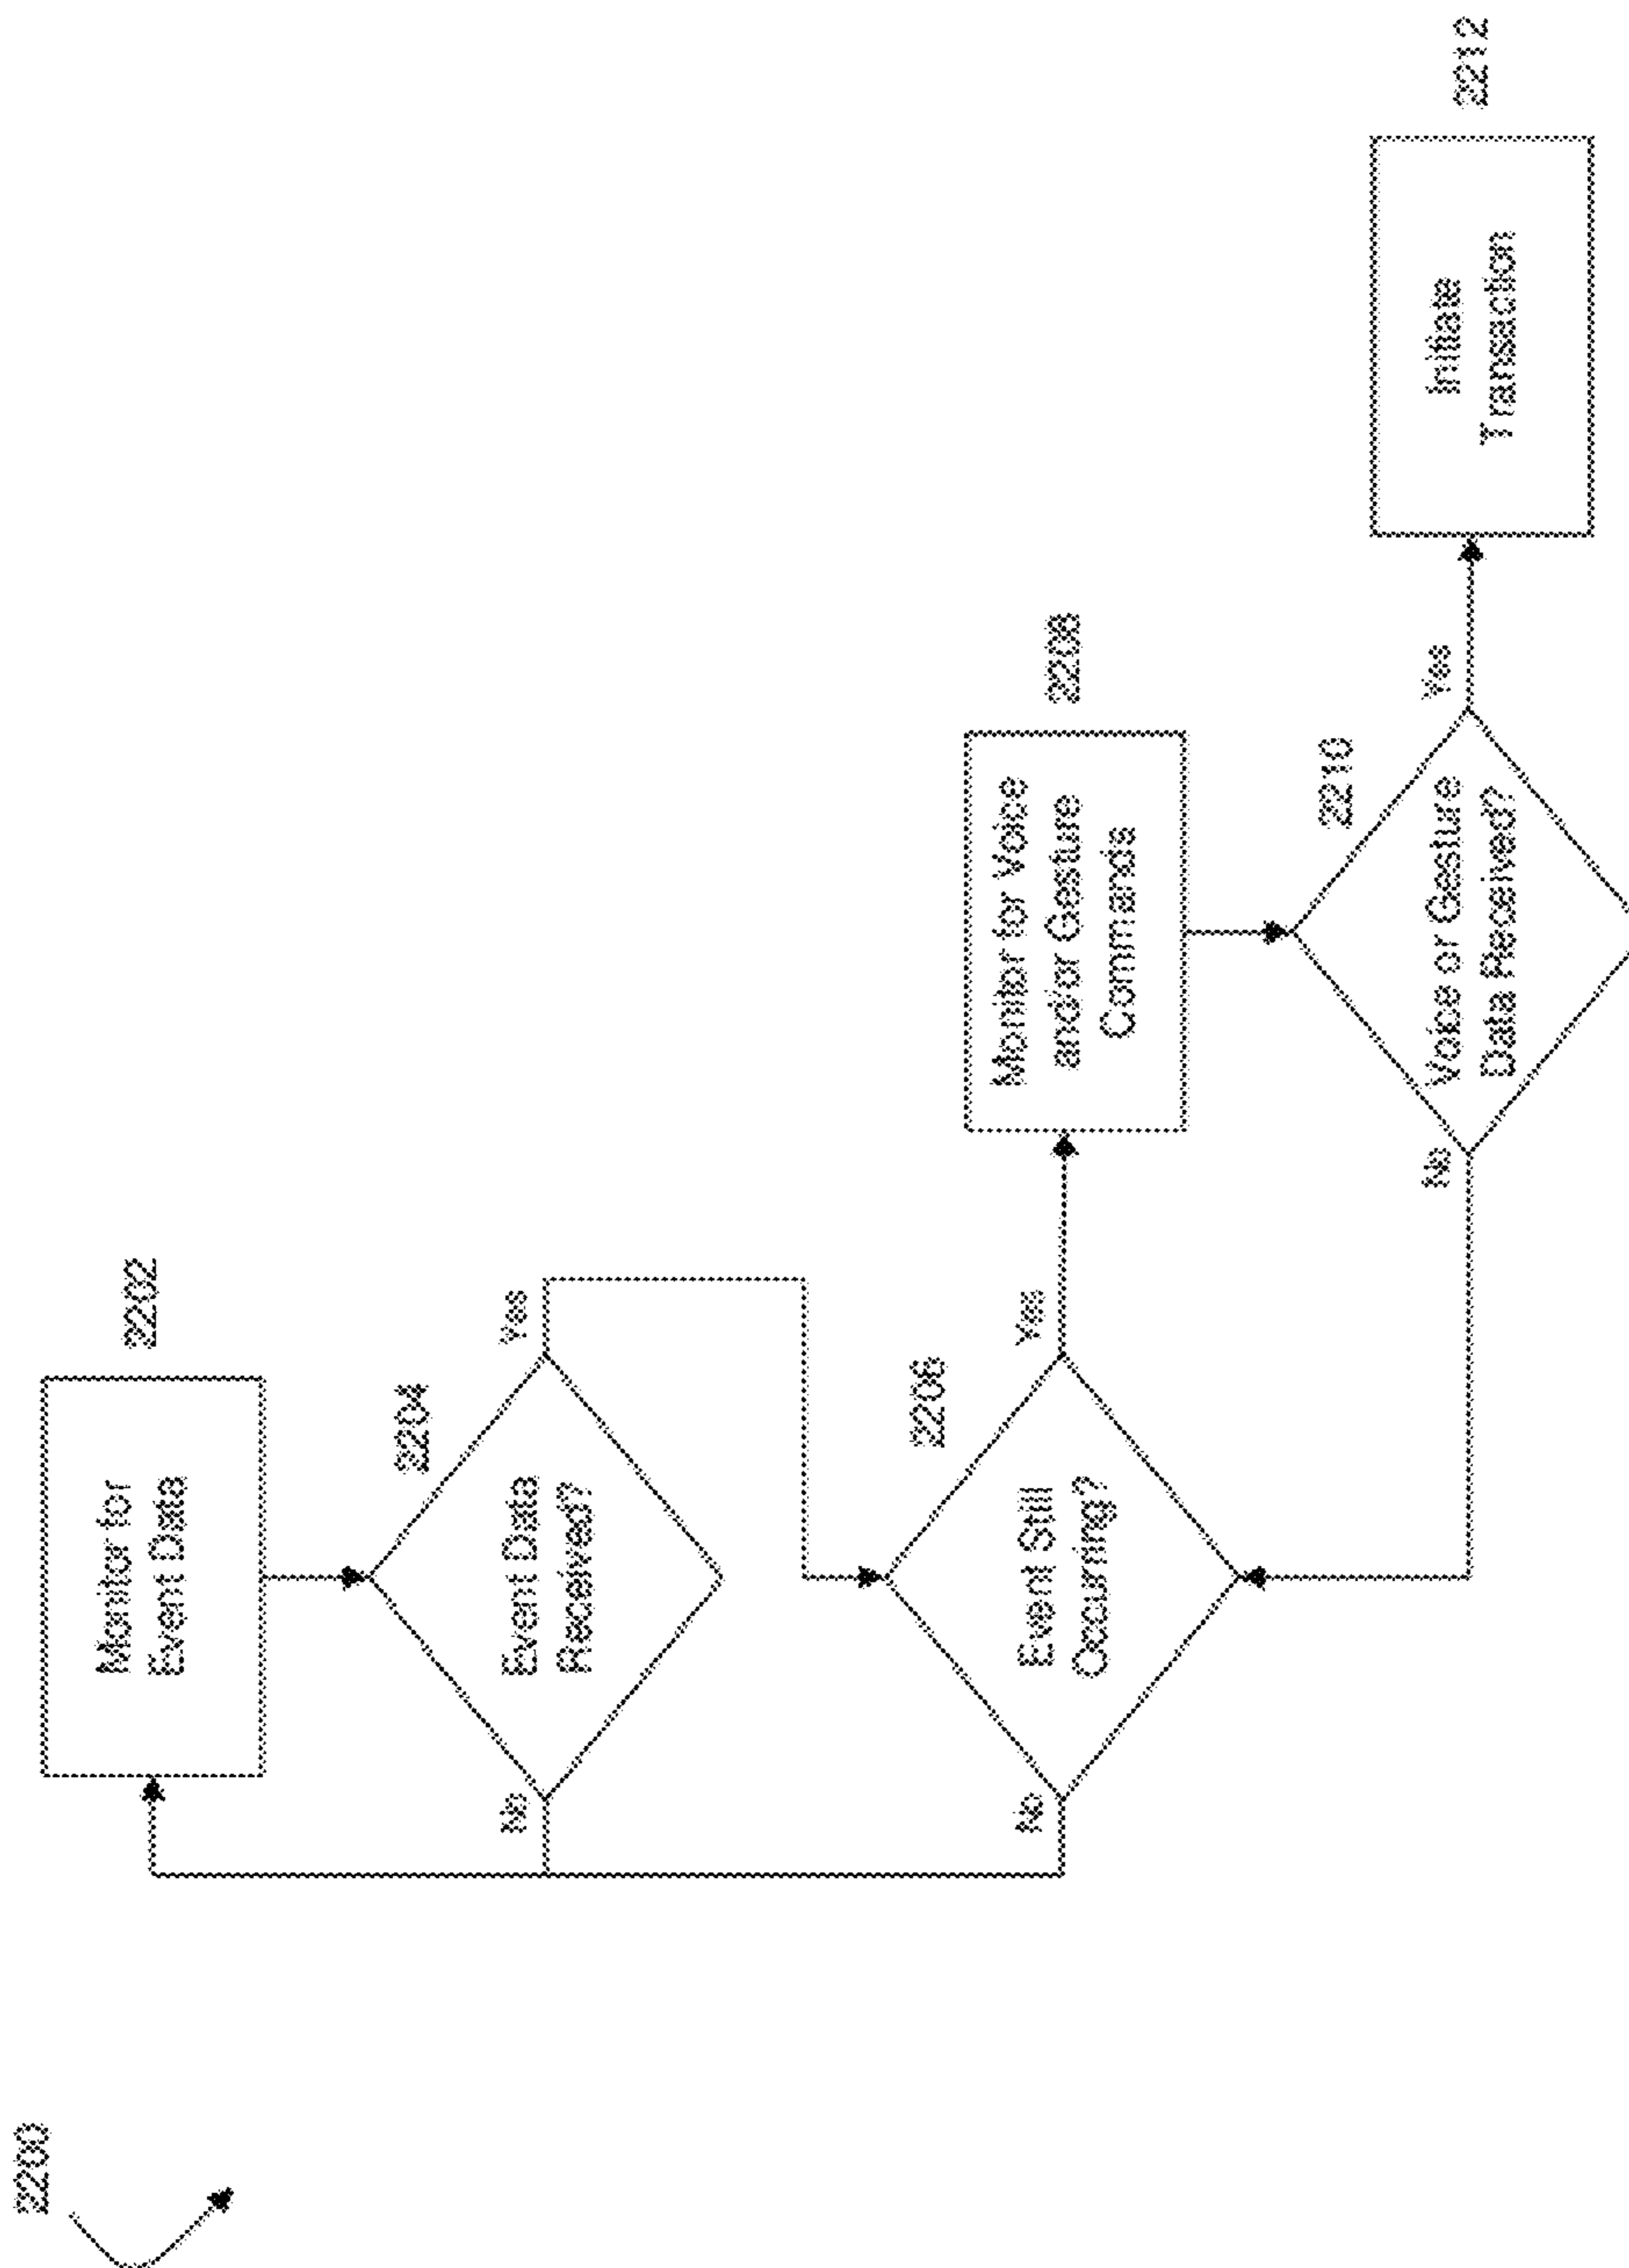 2200
Monitor for
Event Data
2202
2204
Event Data
Received?
No
Yes
2206
Event Still
Occurring?
No
Yes
Monitor for Voice
and/or Gesture
Commands
2208
2210
Voice or Gesture
Data Received?
No
Yes
Initiate
Transaction
2212